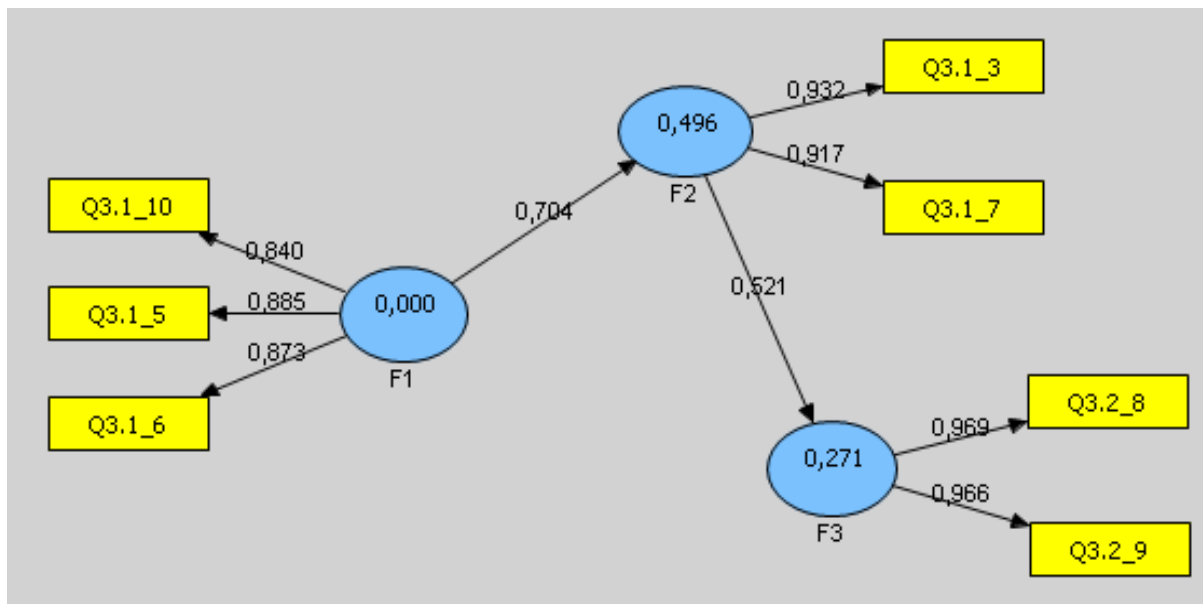 Q3.1_3
0,932
0,496
0,917
Q3.1_7
F2
Q3.1_10
0,840
0,704
0,000
0,885
Q3.1_5
0,521
0,873
F1
Q3.1_6
Q3.2_8
0,969
0,271
0,966
F3
Q3.2_9